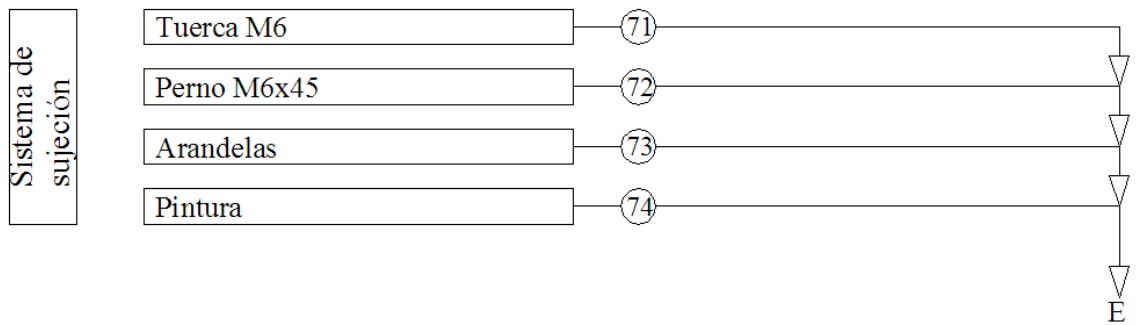 Sistema de
sujeción
Tuerca M6
71
Perno M6x45
72
Arandelas
73
Pintura
74
E